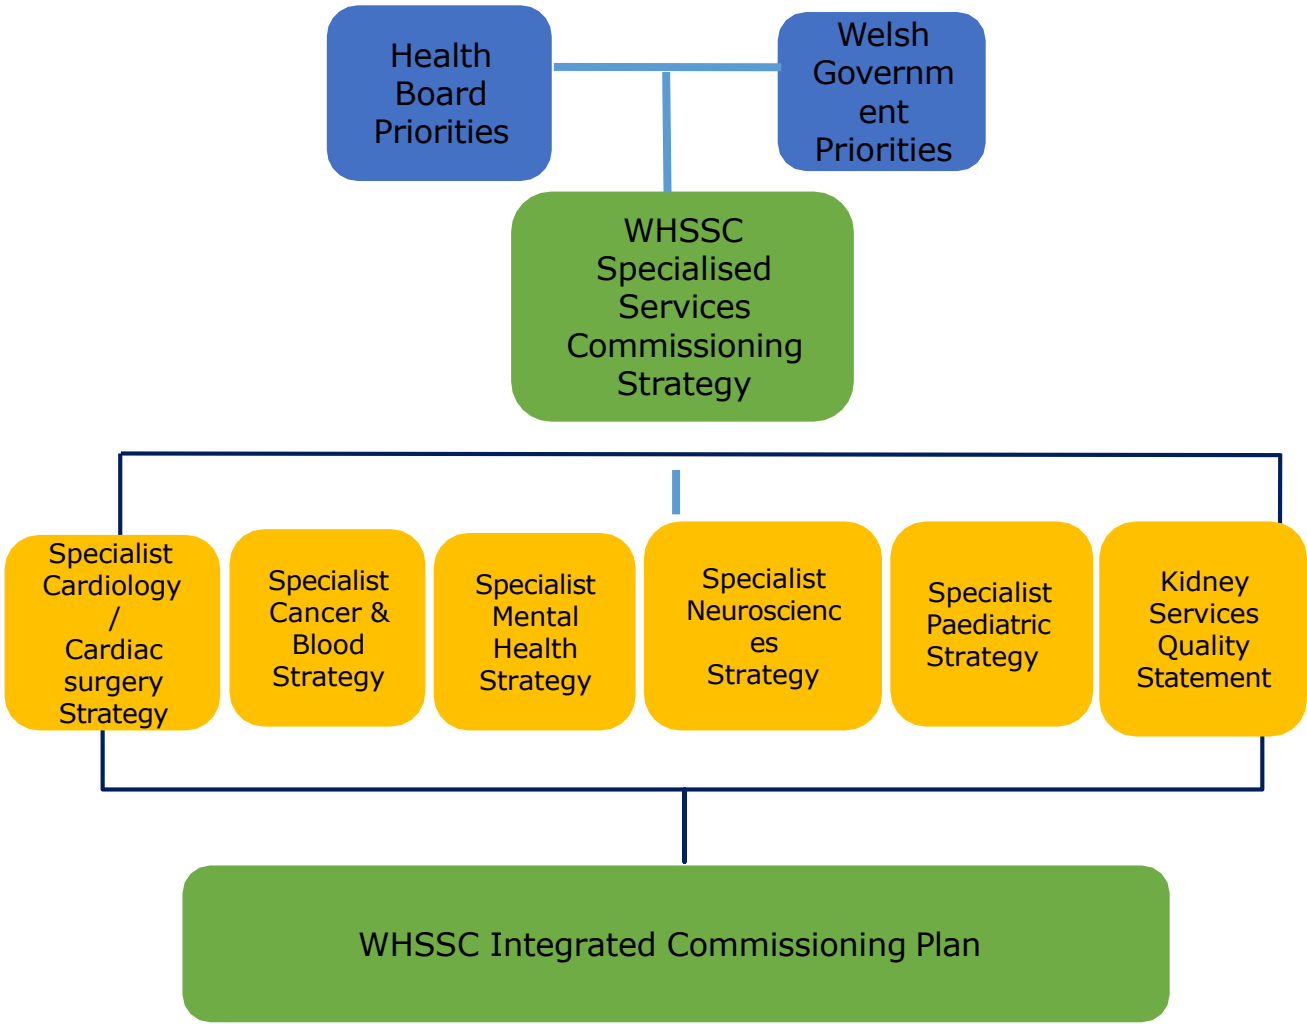 Health
Board
Priorities
Welsh
Governm
ent
Priorities
WHSSC
Specialised
Services
Commissioning
Strategy
Specialist
Cardiology
/
Cardiac
surgery
Strategy
Specialist
Cancer &
Blood
Strategy
Specialist
Mental
Health
Strategy
Specialist
Neuroscienc
es
Strategy
Specialist
Paediatric
Strategy
Kidney
Services
Quality
Statement
WHSSC Integrated Commissioning Plan